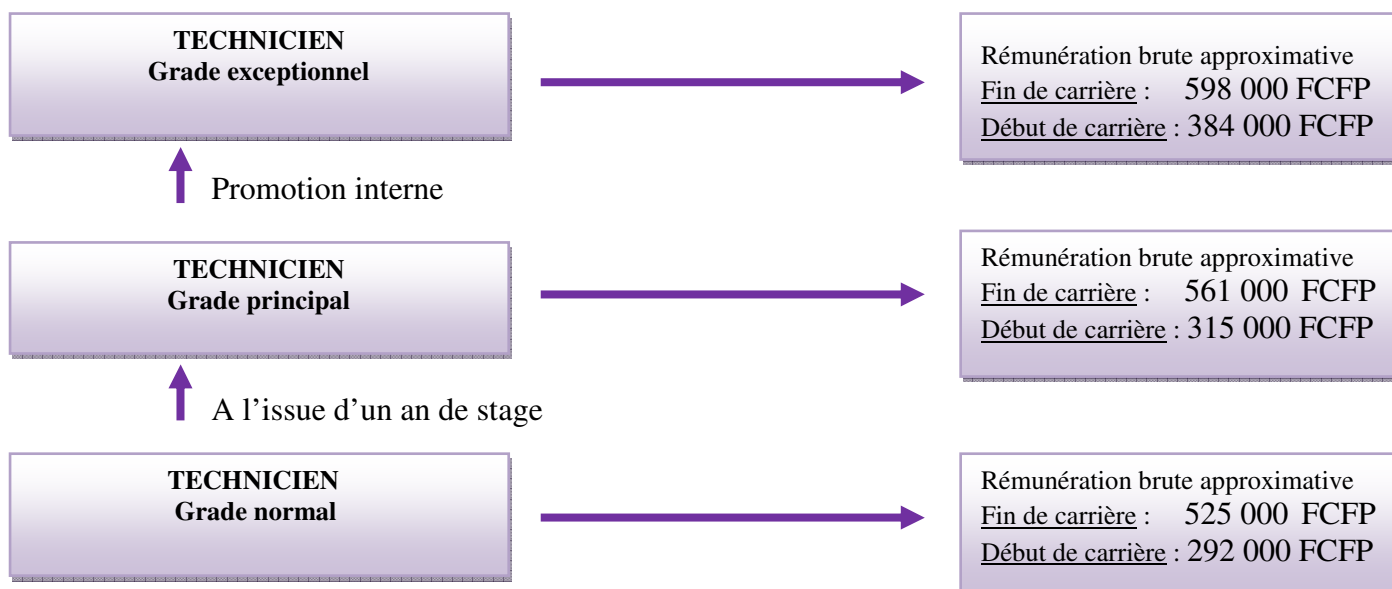 TECHNICIEN
Grade exceptionnel
Rémunération brute approximative
Fin de carrière : 598 000 FCFP
Début de carrière : 384 000 FCFP
Promotion interne
TECHNICIEN
Grade principal
Rémunération brute approximative
Fin de carrière : 561 000 FCFP
Début de carrière : 315 000 FCFP
A l’issue d’un an de stage
TECHNICIEN
Grade normal
Rémunération brute approximative
Fin de carrière : 525 000 FCFP
Début de carrière : 292 000 FCFP